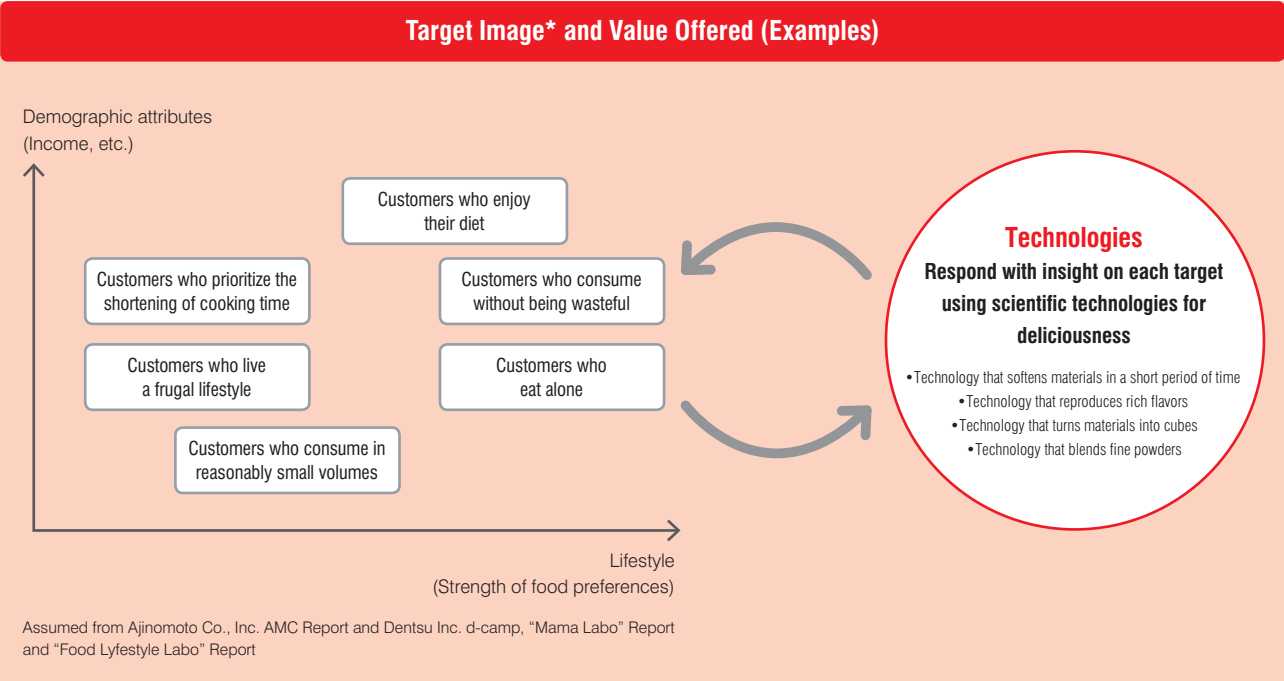 Target Image* and Value Offered (Examples)
Demographic attributes
(Income, etc.)
Customers who enjoy
their diet
Customers who prioritize the
shortening of cooking time
Customers who consume
without being wasteful
Customers who live
a frugal lifestyle
Customers who
eat alone
Customers who consume in
reasonably small volumes
Lifestyle
(Strength of food preferences)
Assumed from Ajinomoto Co., Inc. AMC Report and Dentsu Inc. d-camp, “Mama Labo” Report
and “Food Lyfestyle Labo” Report
Technologies
Respond with insight on each target
using scientific technologies for
deliciousness
•Technology that softens materials in a short period of time
•Technology that reproduces rich flavors
•Technology that turns materials into cubes
•Technology that blends fine powders